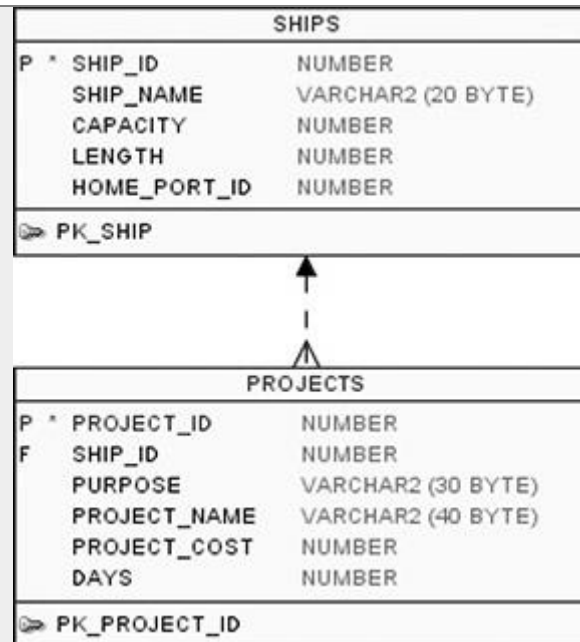 SHIPS
P * SHIP_ID NUMBER
SHIP_NAME VARCHAR2 (20 BYTE)
CAPACITY NUMBER
LENGTH NUMBER
HOME_PORT_ID NUMBER
PK_SHIP
PROJECTS
P * PROJECT_ID NUMBER
F SHIP_ID NUMBER
PURPOSE VARCHAR2 (30 BYTE)
PROJECT_NAME VARCHAR2 (40 BYTE)
PROJECT_COST NUMBER
DAYS NUMBER
PK_PROJECT_ID